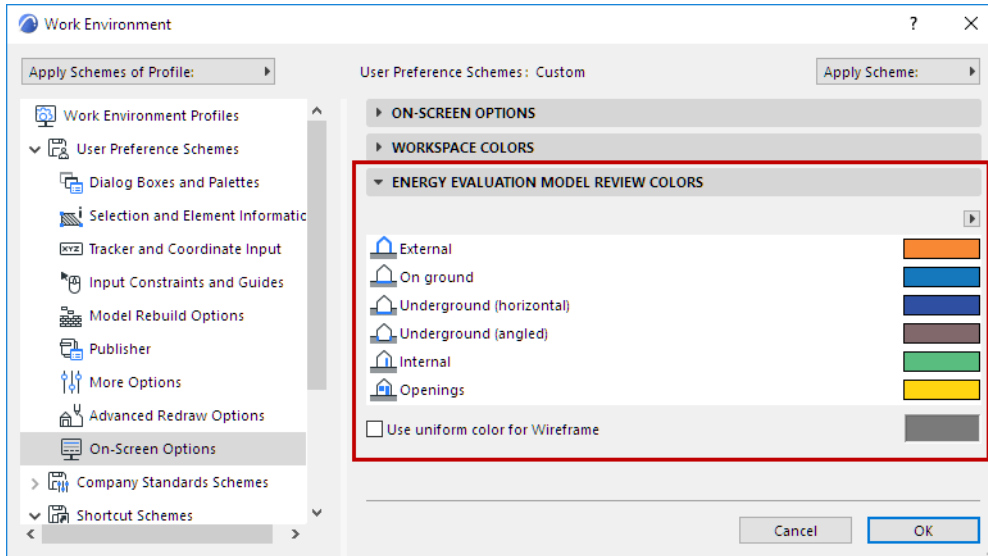 Work Environment
?
Apply Schemes of Profile:
User Preference Schemes: Custom
Apply Scheme:
Work Environment Profiles
User Preference Schemes
Dialog Boxes and Palettes
Selection and Element Informatic
XYZ Tracker and Coordinate Input
Input Constraints and Guides
Model Rebuild Options
Publisher
More Options
Advanced Redraw Options
On-Screen Options
Company Standards Schemes
Shortcut Schemes
ON-SCREEN OPTIONS
WORKSPACE COLORS
ENERGY EVALUATION MODEL REVIEW COLORS
External
On ground
Underground (horizontal)
Underground (angled)
Internal
Openings
Use uniform color for Wireframe
Cancel
OK